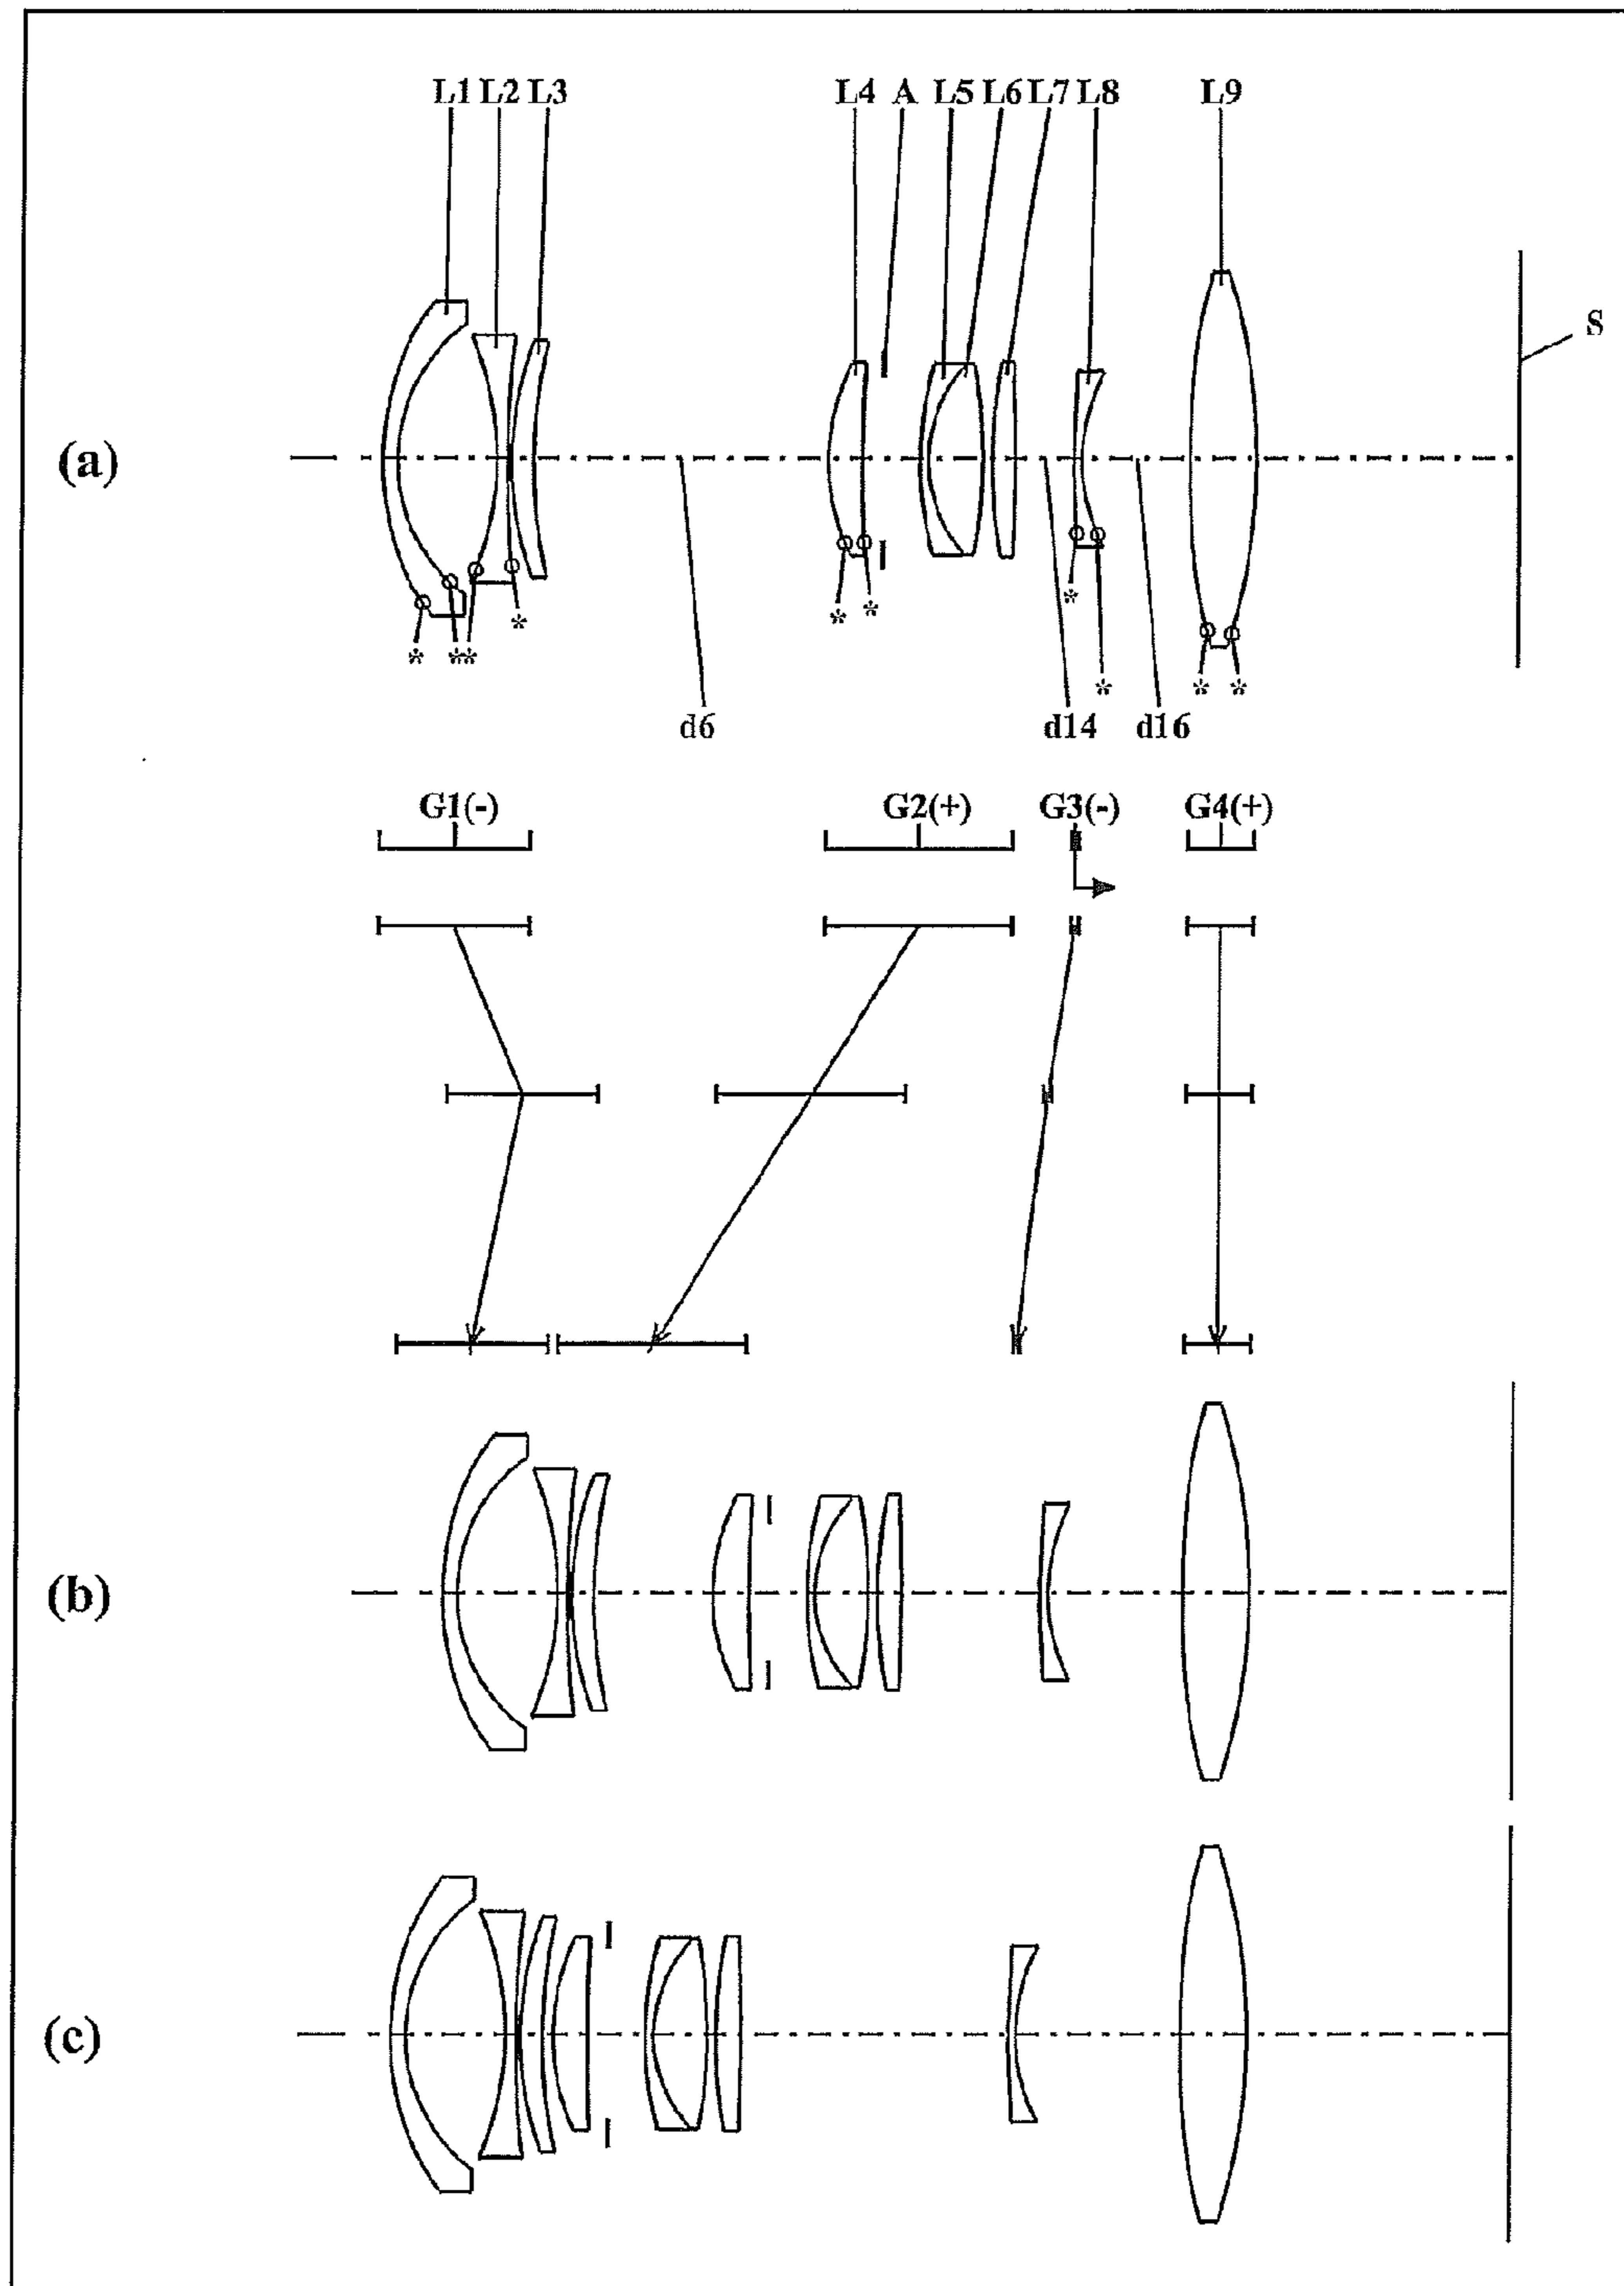 L1 L2 L3 L4 A L5 L6 L7 L8 L9
S
(a)
* ** * * * * * * *
d6 d14 d16
G1(-) G2(+) G3(-) G4(+)
(b)
(c)